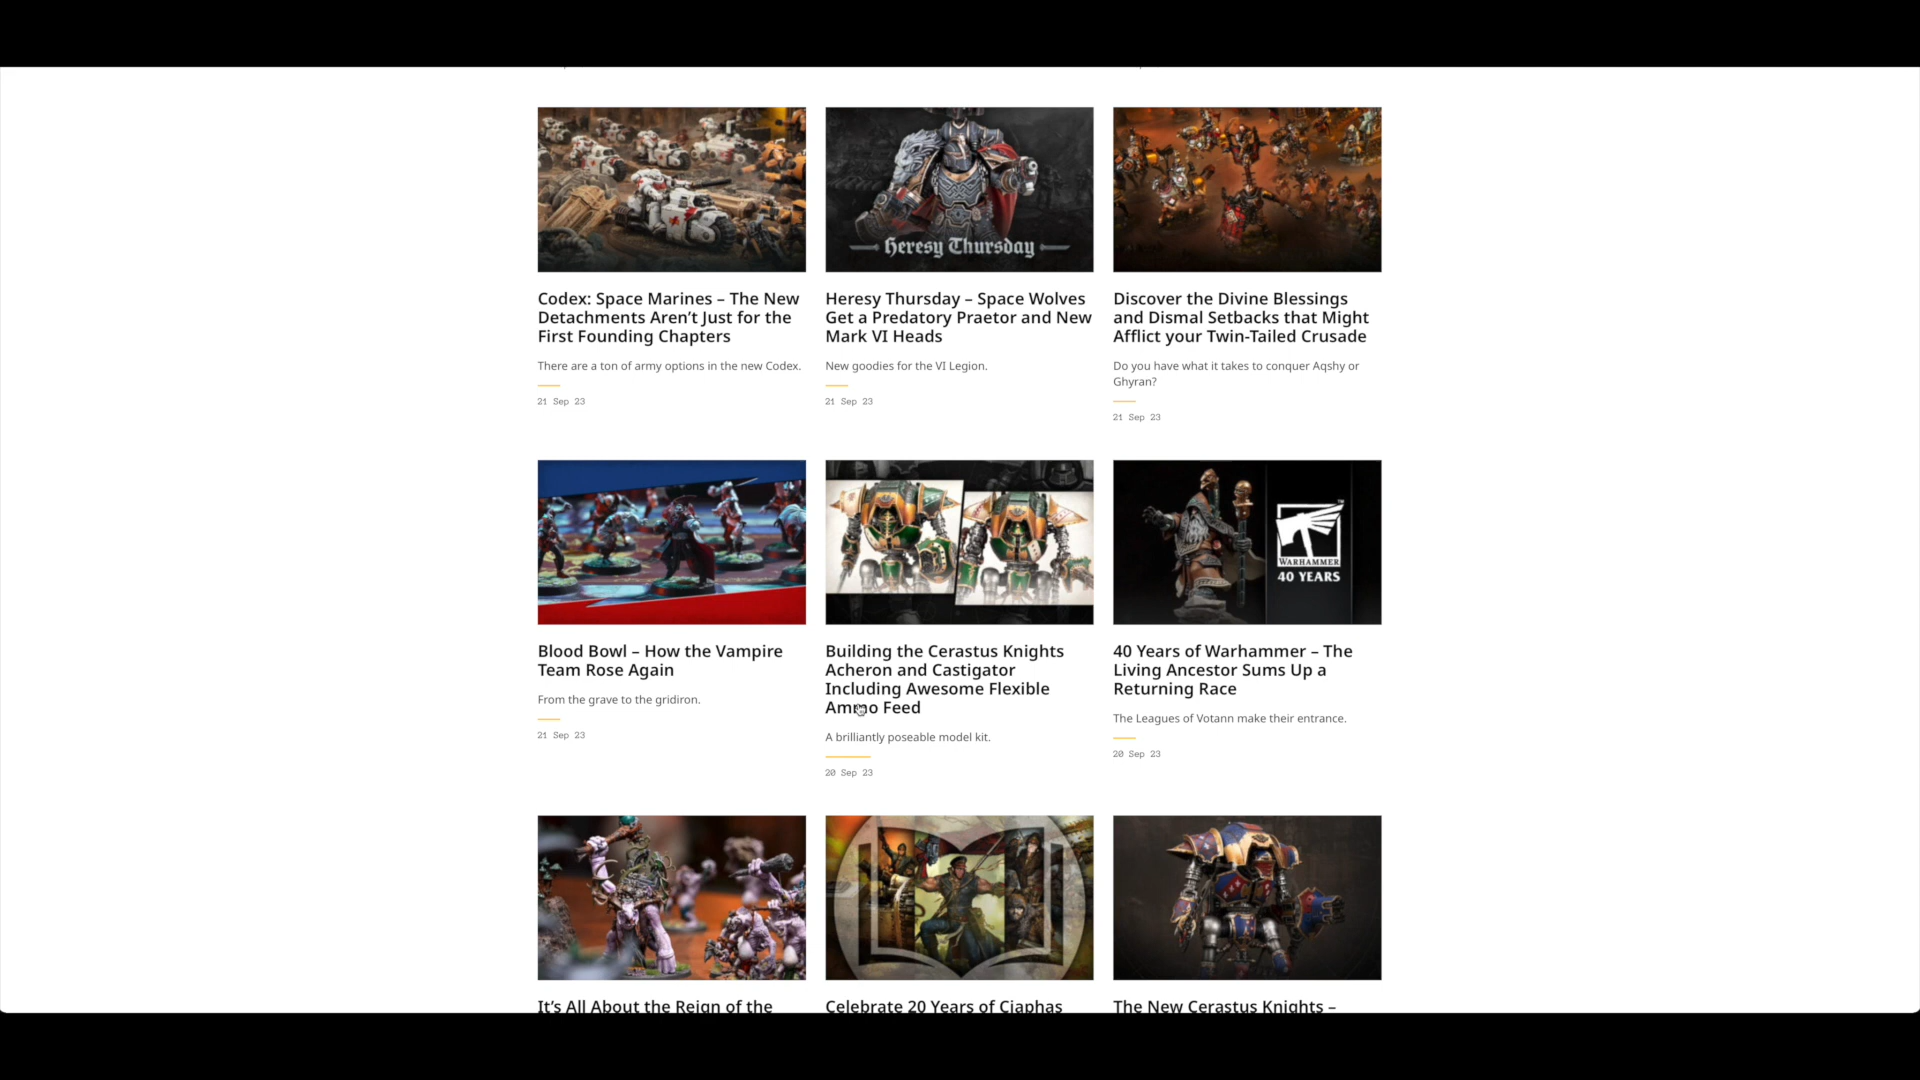 Heresy Thursday
Codex: Space Marines – The New
Detachments Aren’t Just for the
First Founding Chapters
There are a ton of army options in the new Codex.
21 Sep 23
Heresy Thursday – Space Wolves
Get a Predatory Praetor and New
Mark VI Heads
New goodies for the VI Legion.
21 Sep 23
Discover the Divine Blessings
and Dismal Setbacks that Might
Afflict your Twin-Tailed Crusade
Do you have what it takes to conquer Aqshy or
Ghyran?
21 Sep 23
WARHAMMER™
40 YEARS
Blood Bowl – How the Vampire
Team Rose Again
From the grave to the gridiron.
21 Sep 23
Building the Cerastus Knights
Acheron and Castigator
Including Awesome Flexible
Ammo Feed
A brilliantly poseable model kit.
20 Sep 23
40 Years of Warhammer – The
Living Ancestor Sums Up a
Returning Race
The Leagues of Votann make their entrance.
20 Sep 23
It’s All About the Reign of the
Celebrate 20 Years of Ciaphas
The New Cerastus Knights –